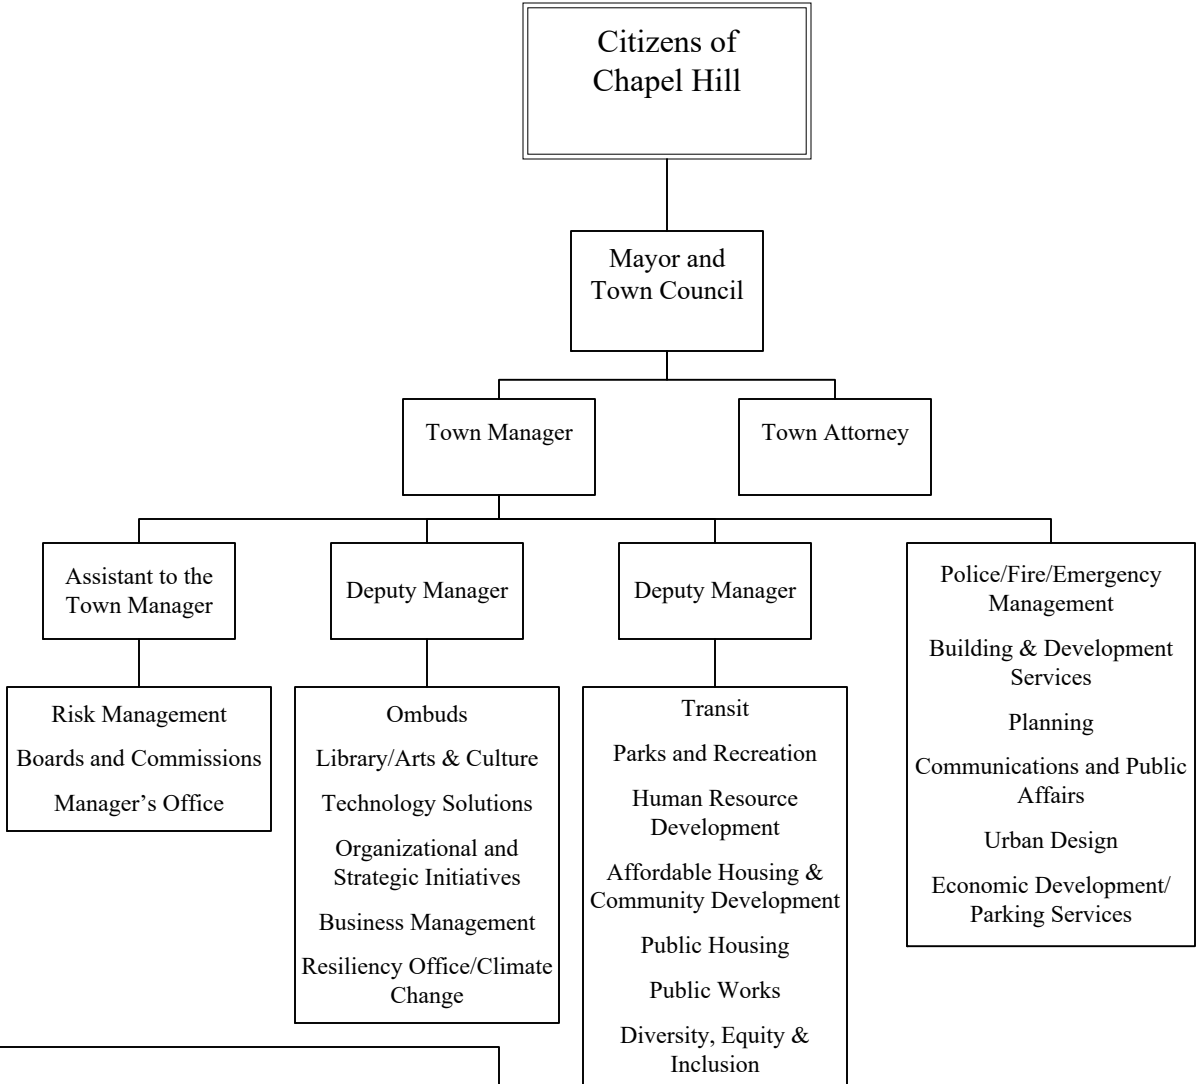 Citizens of
Chapel Hill
Mayor and
Town Council
Town Manager
Town Attorney
Assistant to the
Town Manager
Deputy Manager
Deputy Manager
Police/Fire/Emergency
Management
Building & Development
Services
Planning
Communications and Public
Affairs
Urban Design
Economic Development/
Parking Services
Risk Management
Boards and Commissions
Manager’s Office
Ombuds
Library/Arts & Culture
Technology Solutions
Organizational and
Strategic Initiatives
Business Management
Resiliency Office/Climate
Change
Transit
Parks and Recreation
Human Resource
Development
Affordable Housing &
Community Development
Public Housing
Public Works
Diversity, Equity &
Inclusion